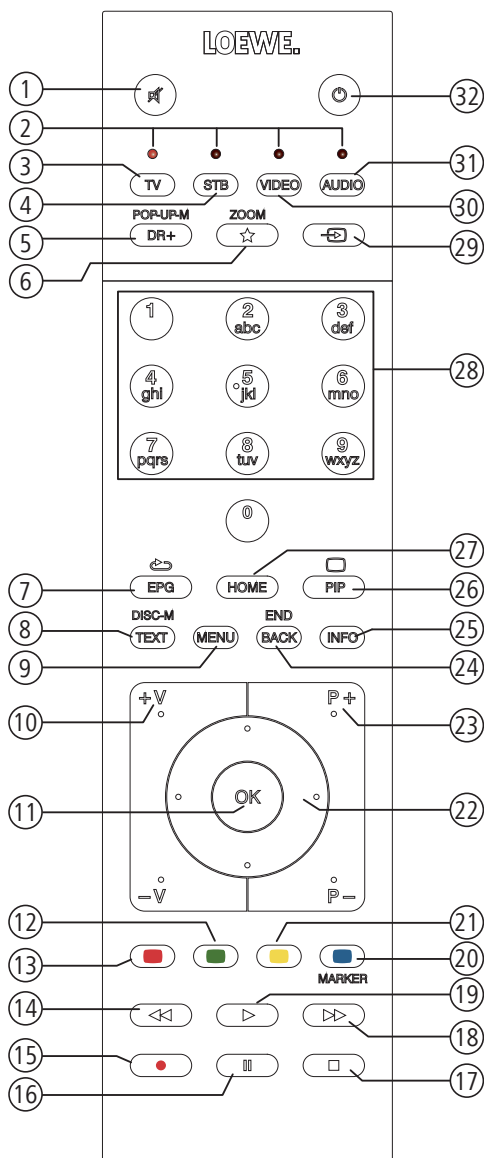 LOEWE.
1
32
2
3
TV
STB
VIDEO
AUDIO
31
4
30
POP-UP-M
ZOOM
5
DR+
29
6
1
2
3
abc
def
4
5
6
28
ghi
jkl
mno
7
8
9
pqrs
tuv
wxyz
0
27
7
EPG
HOME
PIP
26
DISC-M
END
8
TEXT
MENU
BACK
INFO
25
9
24
+V
P+
10
23
11
OK
22
−V
P−
12
21
13
20
MARKER
19
14
18
15
16
17